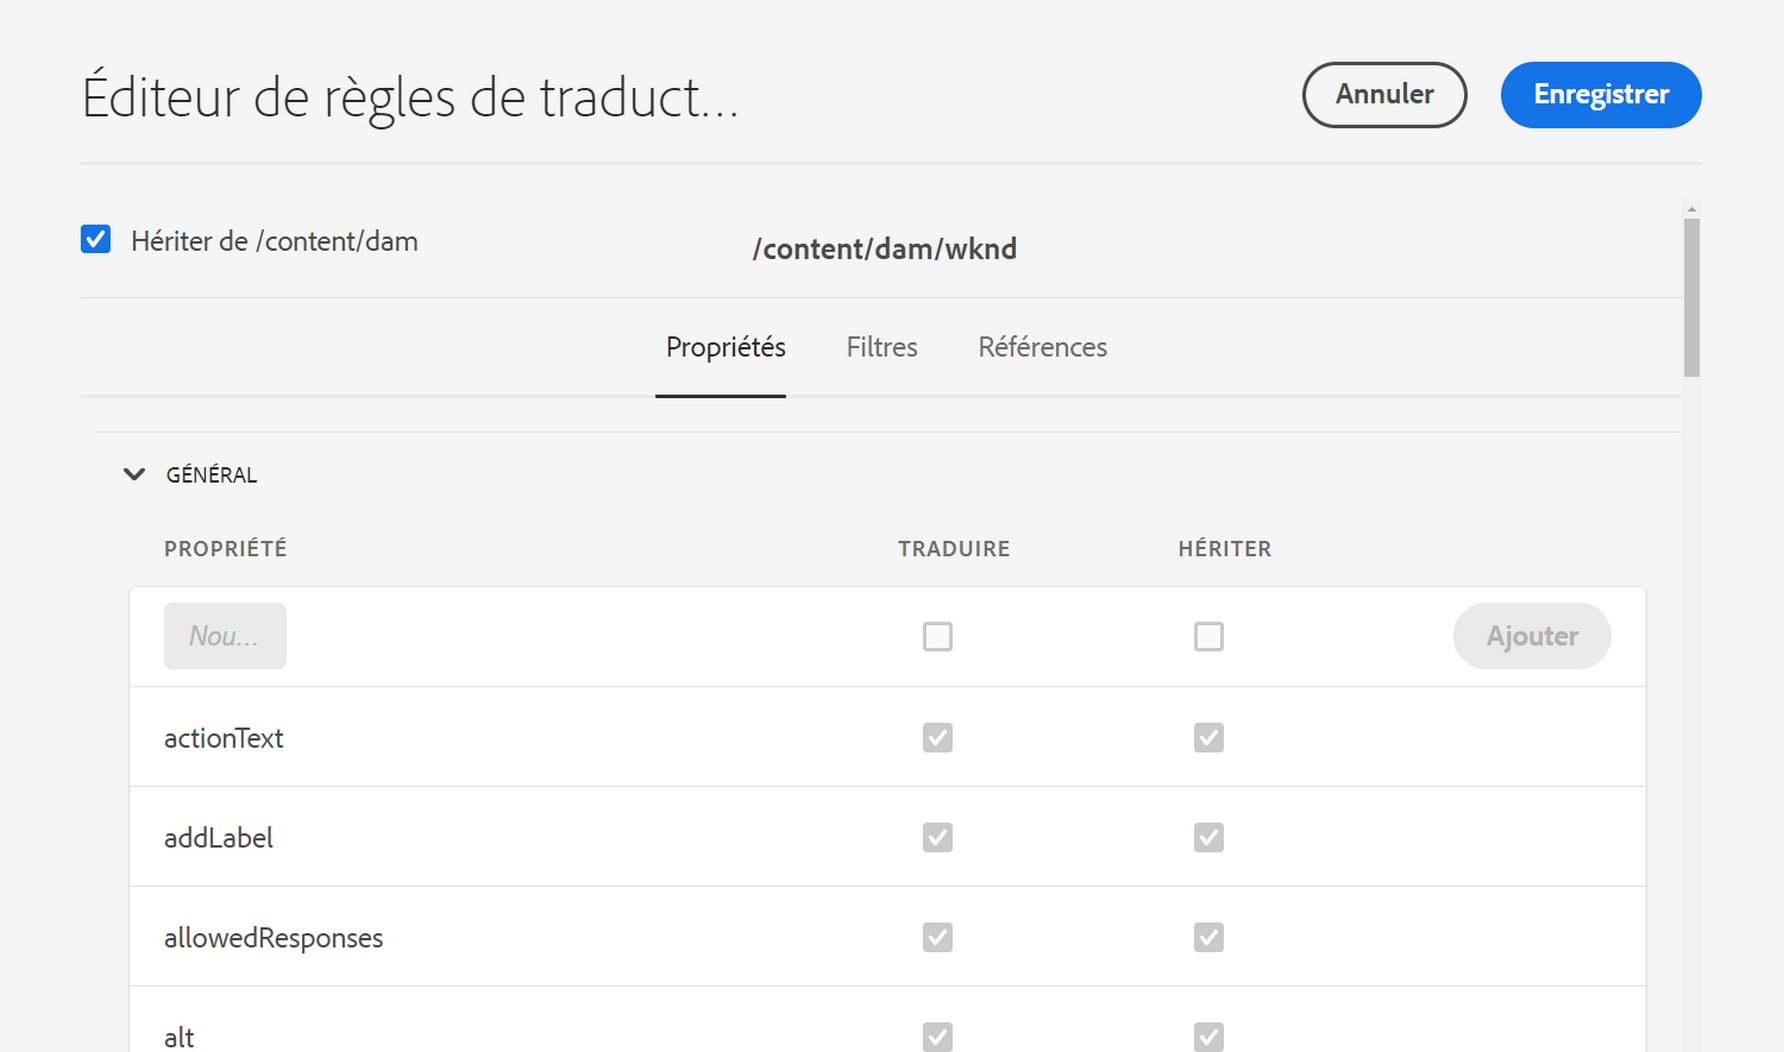 Éditeur de règles de traduct...
Annuler
Enregistrer
Hériter de /content/dam
/content/dam/wknd
Propriétés
Filtres
Références
GÉNÉRAL
PROPRIÉTÉ
TRADUIRE
HÉRITER
Nou...
Ajouter
actionText
addLabel
allowedResponses
alt